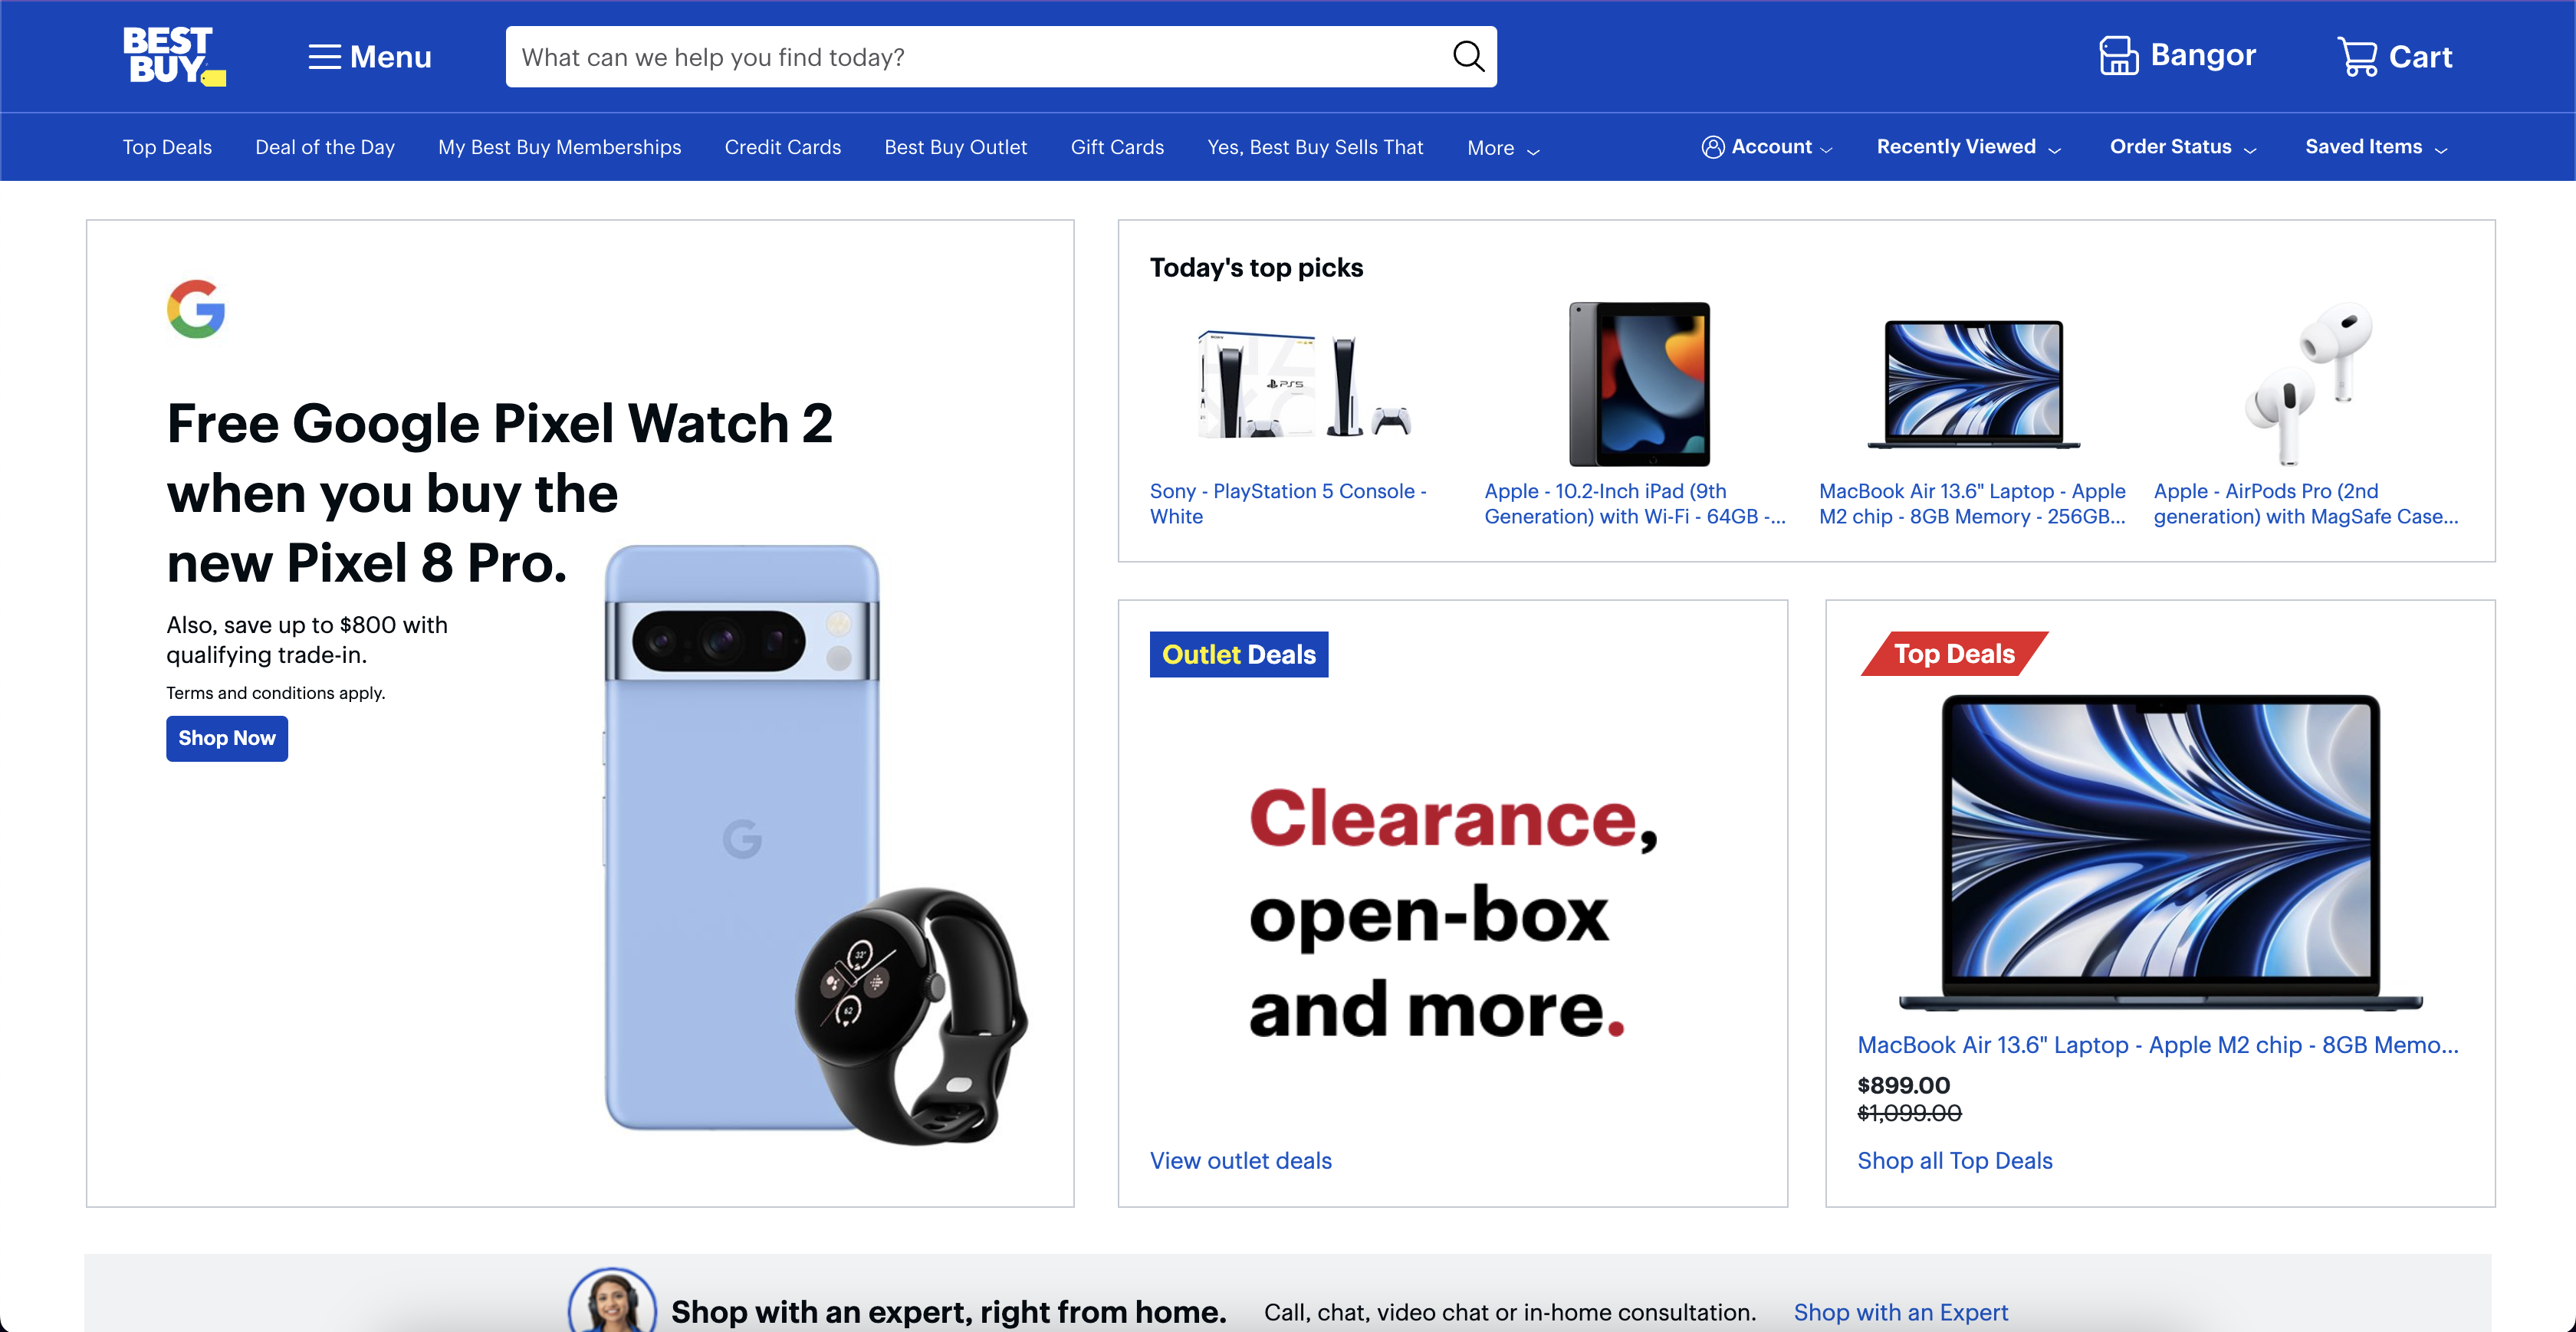 BEST
BUY
Menu
What can we help you find today?
Bangor
Cart
Top Deals
Deal of the Day
My Best Buy Memberships
Credit Cards
Best Buy Outlet
Gift Cards
Yes, Best Buy Sells That
More
Account
Recently Viewed
Order Status
Saved Items
G
Free Google Pixel Watch 2
when you buy the
new Pixel 8 Pro.
Also, save up to $800 with
qualifying trade-in.
Terms and conditions apply.
Shop Now
G
32°
62
Today's top picks
SONY
PS5
Sony - PlayStation 5 Console -
White
Apple - 10.2-Inch iPad (9th
Generation) with Wi-Fi - 64GB -...
MacBook Air 13.6" Laptop - Apple
M2 chip - 8GB Memory - 256GB...
Apple - AirPods Pro (2nd
generation) with MagSafe Case...
Outlet Deals
Clearance,
open-box
and more.
View outlet deals
Top Deals
MacBook Air 13.6" Laptop - Apple M2 chip - 8GB Memo...
$899.00
$1,099.00
Shop all Top Deals
Shop with an expert, right from home.
Call, chat, video chat or in-home consultation.
Shop with an Expert